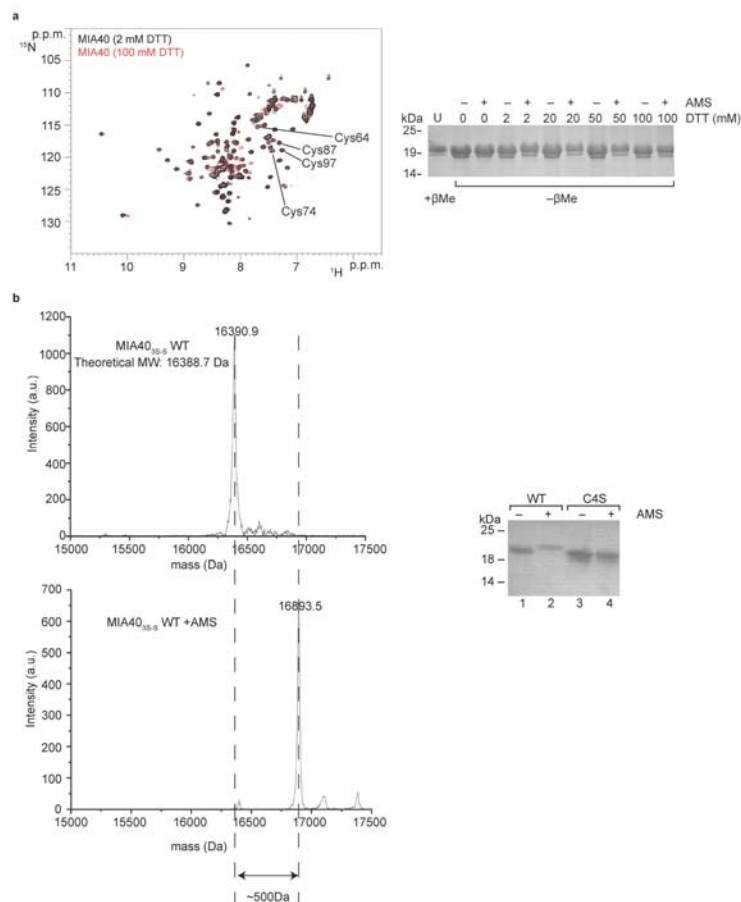 a
p.p.m.
15N
MIA40 (2 mM DTT)
MIA40 (100 mM DTT)
105
110
115
120
125
130
Cys64
Cys87
Cys97
Cys74
11 10 9 8 7 p.p.m.
1H
– + – + – + – + – + AMS
kDa U 0 0 2 2 20 20 50 50 100 100 DTT (mM)
25–
19–
14–
+βMe –βMe
b
1200
1000
800
600
400
200
0
Intensity (a.u.)
16390.9
MIA40 3S-S WT
Theoretical MW: 16388.7 Da
15000 15500 16000 16500 17000 17500
mass (Da)
700
600
500
400
300
200
100
0
Intensity (a.u.)
16893.5
MIA40 3S-S WT +AMS
15000 15500 16000 16500 17000 17500
mass (Da)
~500Da
WT C4S
– + – + AMS
kDa
25–
18–
14–
1 2 3 4